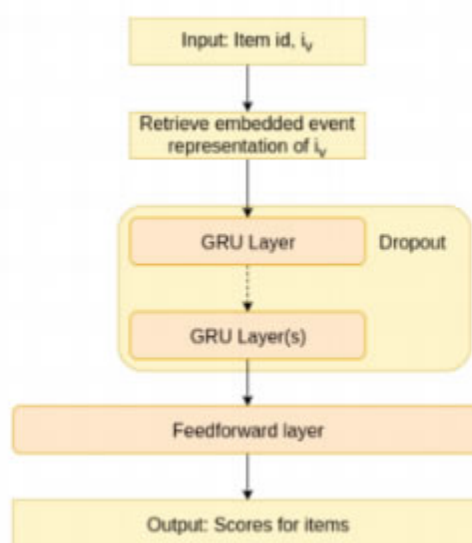 Input: Item id, iᵥ
Retrieve embedded event
representation of iᵥ
GRU Layer
Dropout
GRU Layer(s)
Feedforward layer
Output: Scores for items